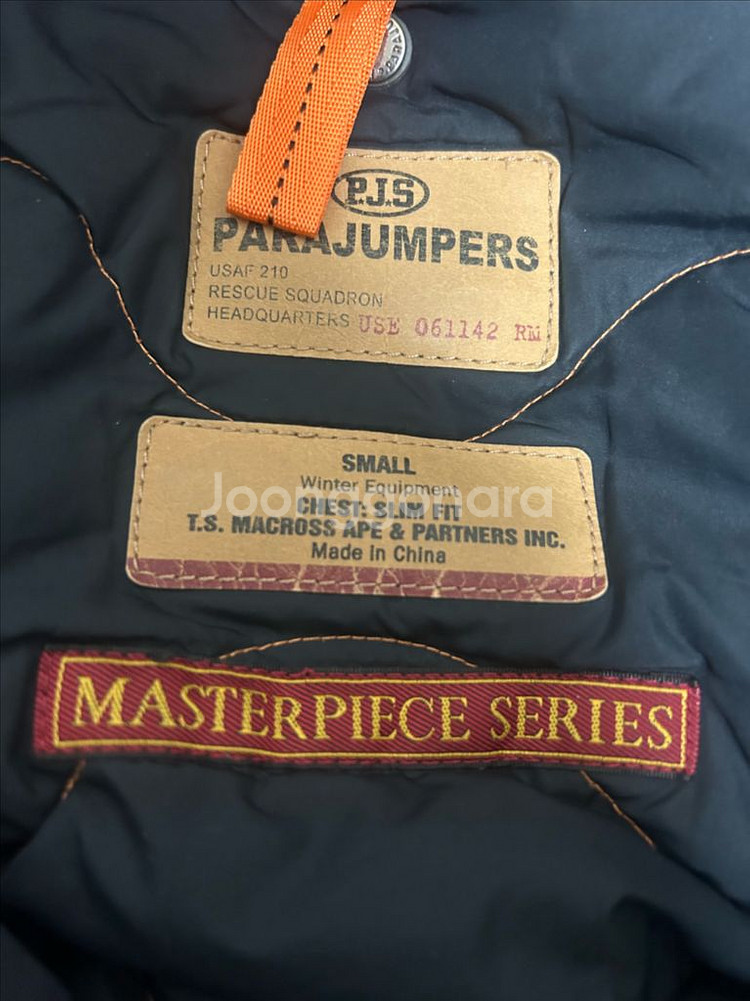 P.J.S
PARAJUMPERS
USAF 210
RESCUE SQUADRON
HEADQUARTERS USE 061142 RM
SMALL
Winter Equipment
Joonggonara
CHEST: SLIM FIT
T.S. MACROSS APE & PARTNERS INC.
Made in China
MASTERPIECE SERIES